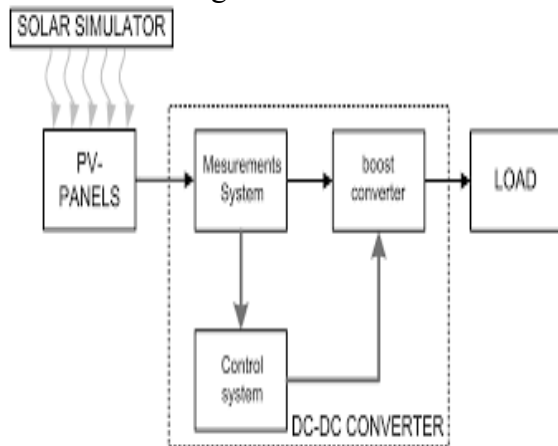 SOLAR SIMULATOR
PV-
PANELS
Mesurements
System
boost
converter
LOAD
Control
system
DC-DC CONVERTER